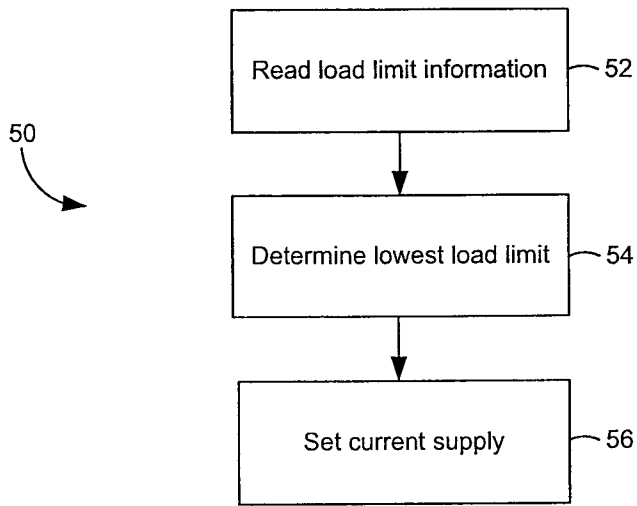 Read load limit information
52
50
Determine lowest load limit
54
Set current supply
56